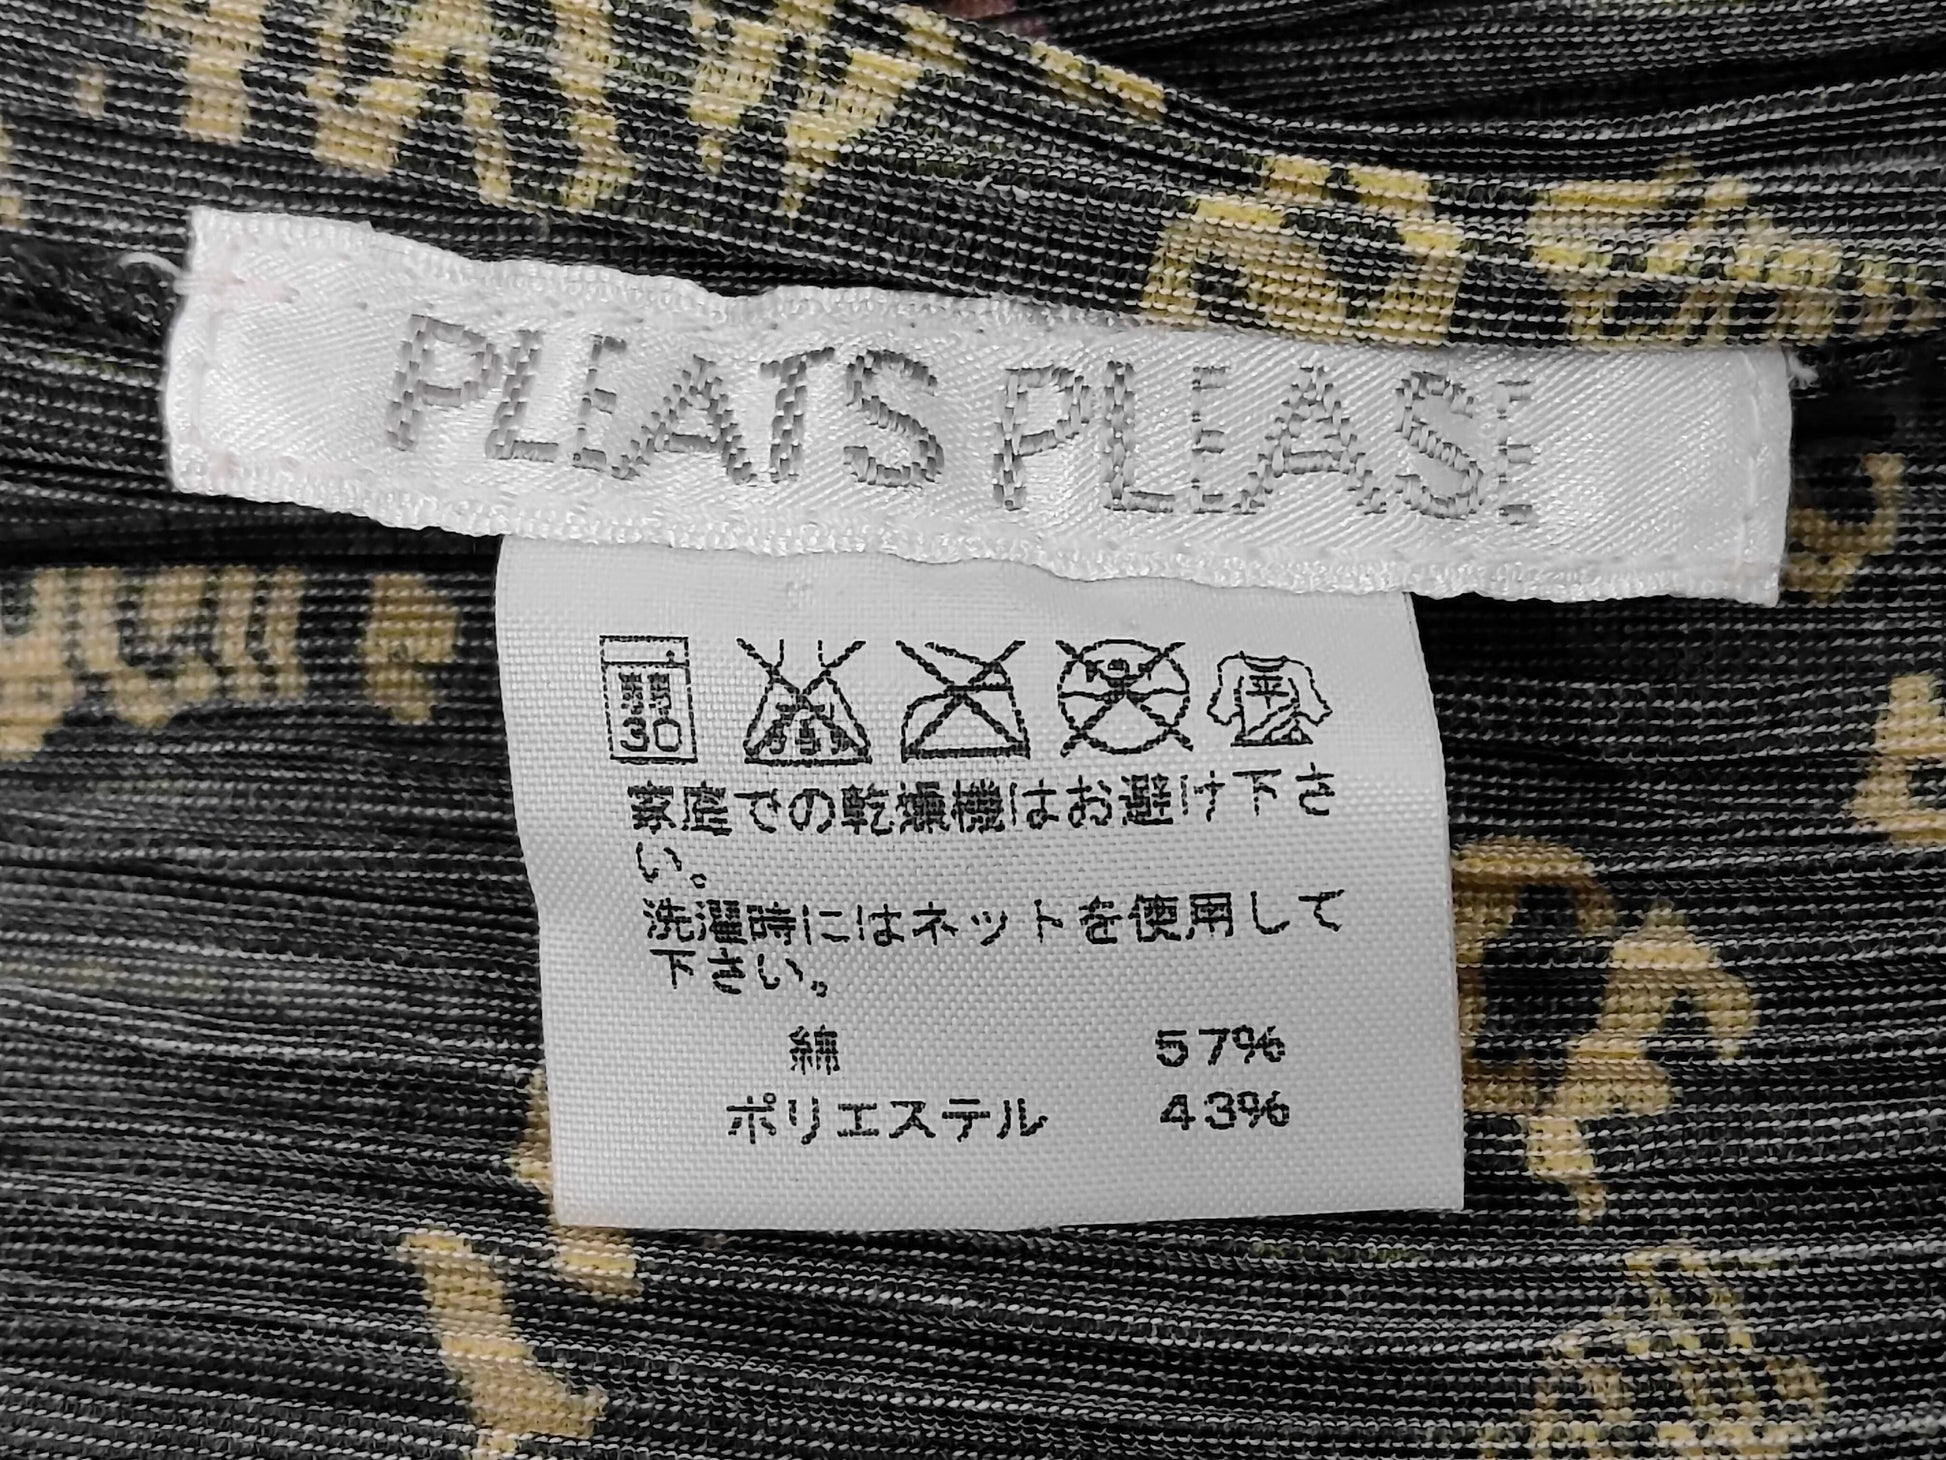 PLEATS PLEASE
30
平
家庭での乾燥機はお避け下さ
い。
洗濯時にはネットを使用して
下さい。
綿 57%
ポリエステル 43%